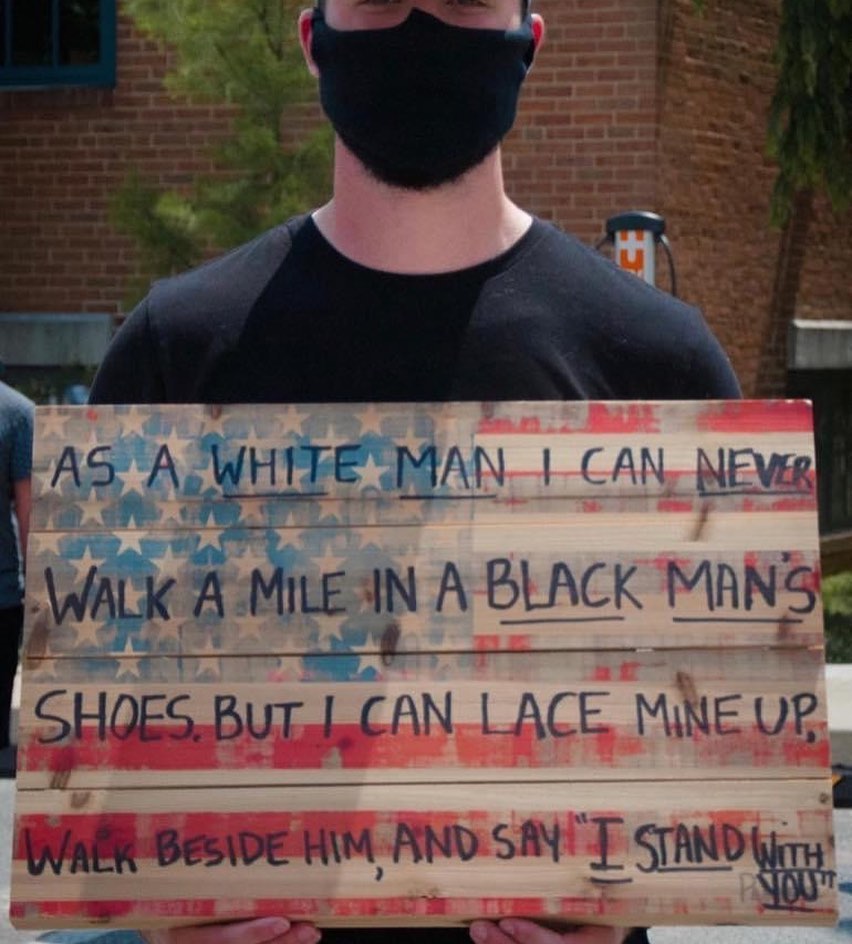 AS A WHITE MAN I CAN NEVER
WALK A MILE IN A BLACK MAN'S
SHOES. BUT I CAN LACE MINE UP,
WALK BESIDE HIM, AND SAY "I STAND WITH
YOU"